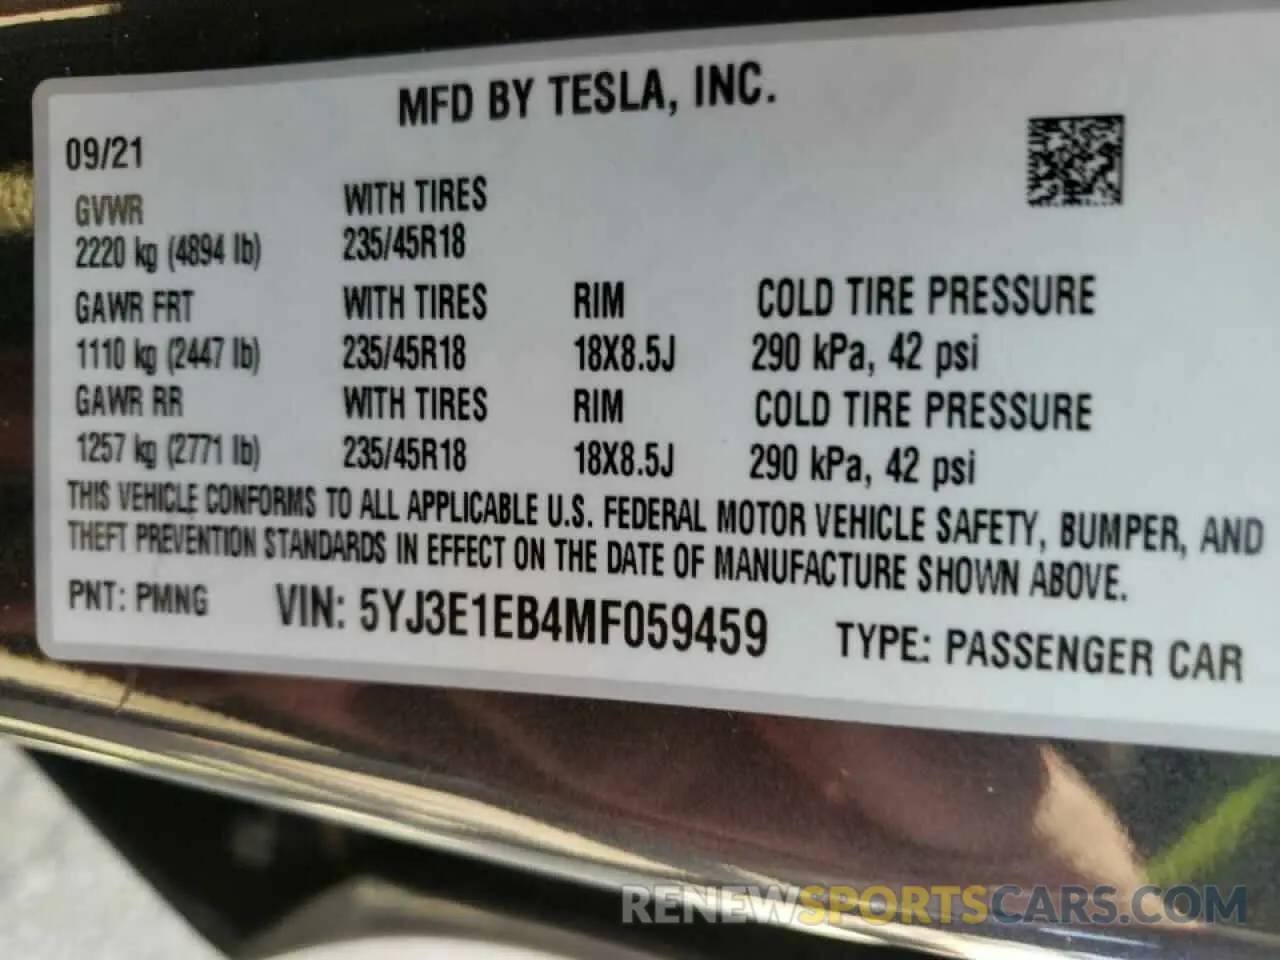 MFD BY TESLA, INC.
09/21
GVWR WITH TIRES
2220 kg (4894 lb) 235/45R18
GAWR FRT WITH TIRES RIM COLD TIRE PRESSURE
1110 kg (2447 lb) 235/45R18 18X8.5J 290 kPa, 42 psi
GAWR RR WITH TIRES RIM COLD TIRE PRESSURE
1257 kg (2771 lb) 235/45R18 18X8.5J 290 kPa, 42 psi
THIS VEHICLE CONFORMS TO ALL APPLICABLE U.S. FEDERAL MOTOR VEHICLE SAFETY, BUMPER, AND
THEFT PREVENTION STANDARDS IN EFFECT ON THE DATE OF MANUFACTURE SHOWN ABOVE.
PNT: PMNG VIN: 5YJ3E1EB4MF059459 TYPE: PASSENGER CAR
RENEWSPORTSCARS.COM